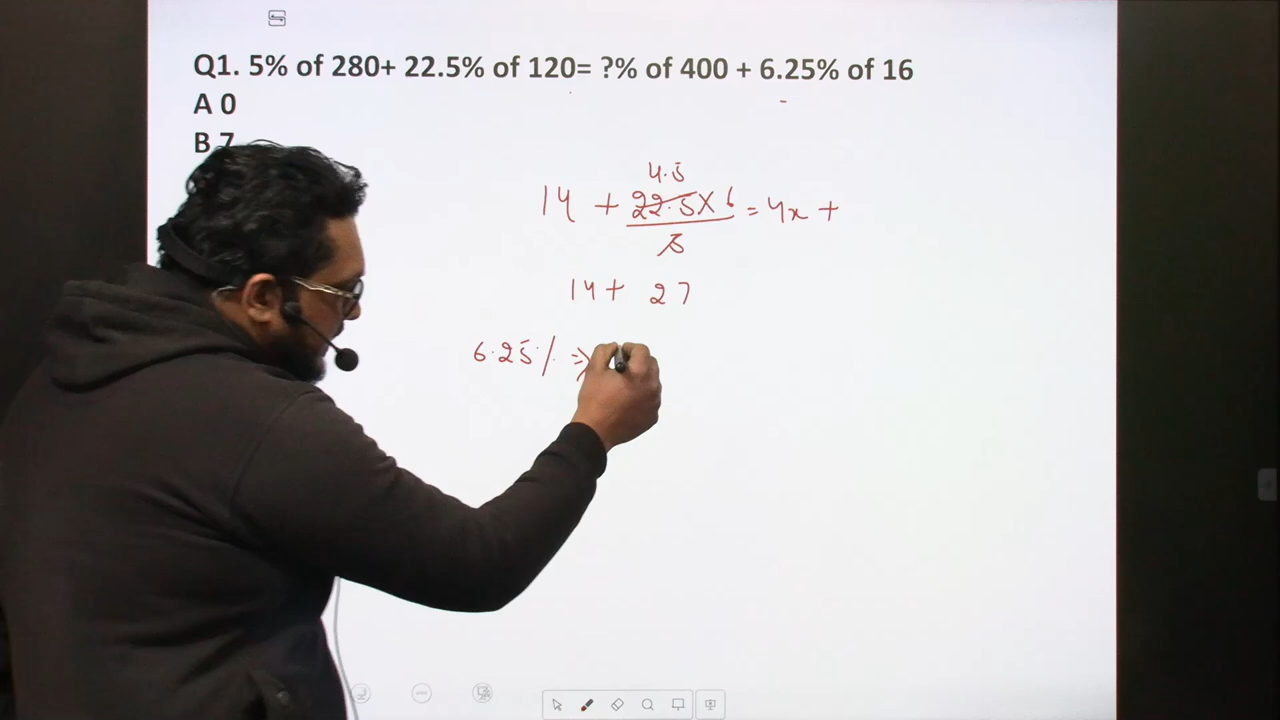 Q1. 5% of 280+ 22.5% of 120= ?% of 400 + 6.25% of 16
A 0
B 7
4.5
14 + 22.5 X 6 = 4x +
5
14 + 27
6.25% =>